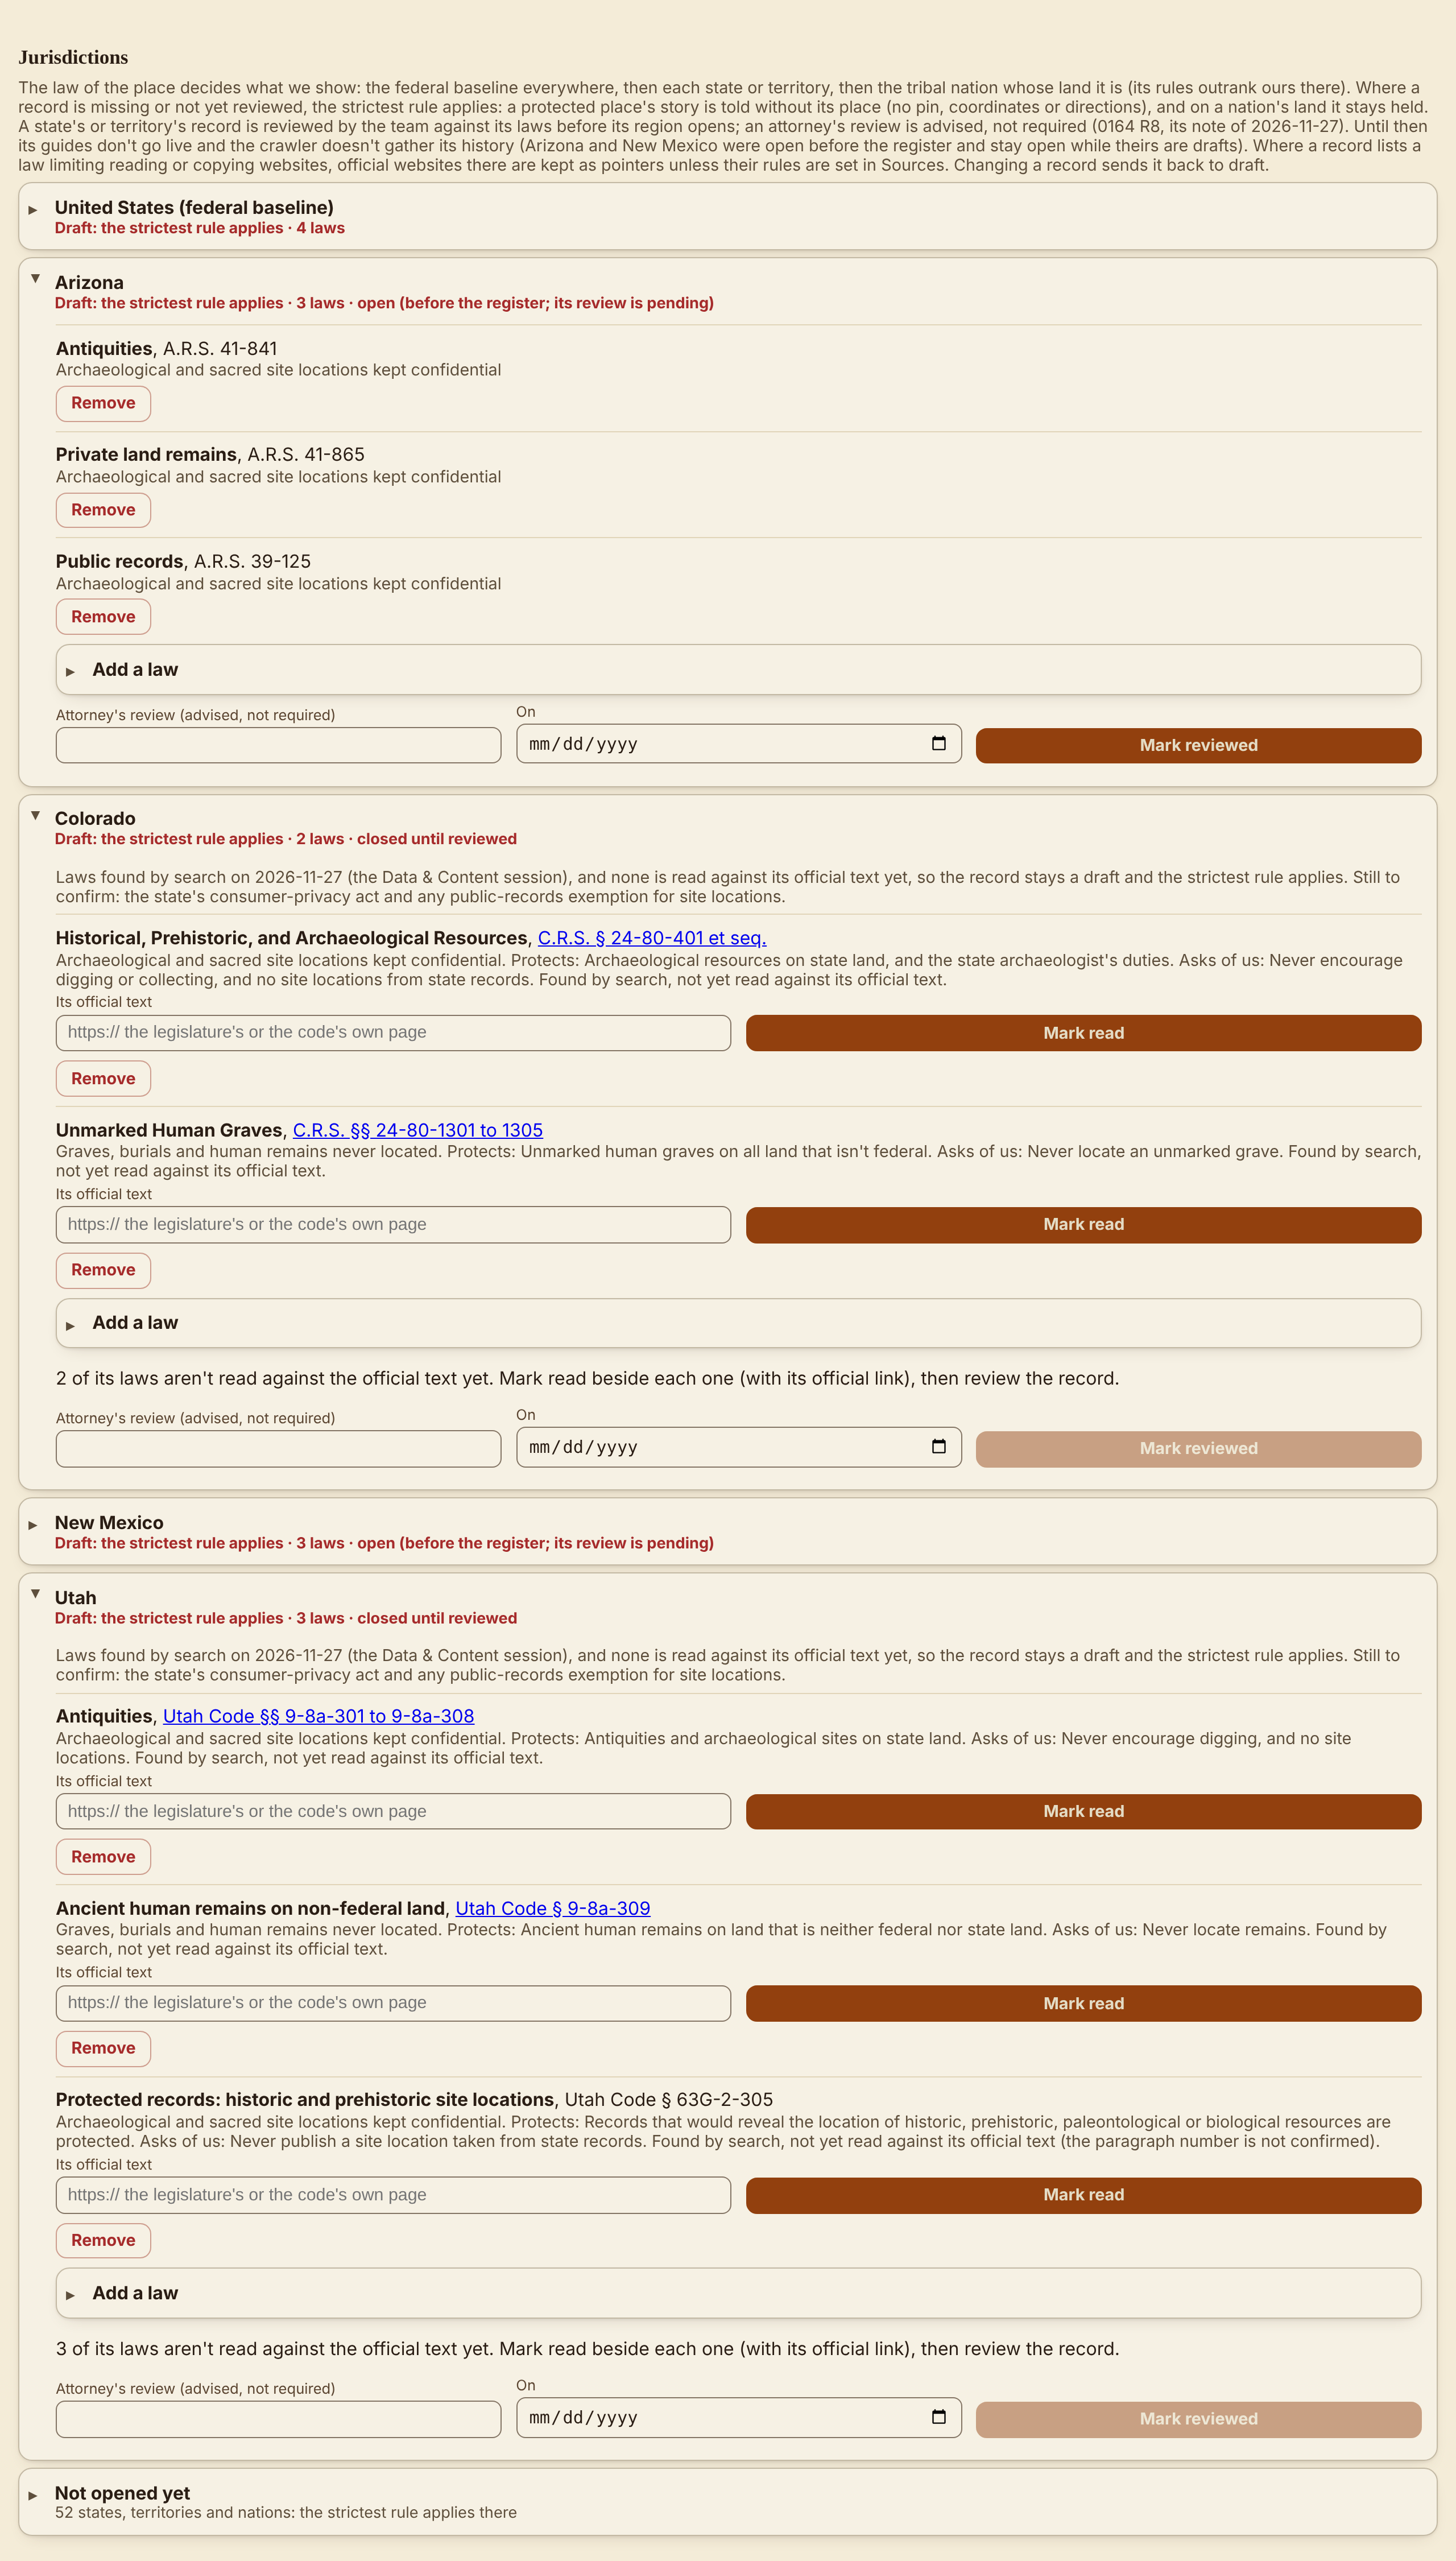 Jurisdictions
The law of the place decides what we show: the federal baseline everywhere, then each state or territory, then the tribal nation whose land it is (its rules outrank ours there). Where a
record is missing or not yet reviewed, the strictest rule applies: a protected place's story is told without its place (no pin, coordinates or directions), and on a nation's land it stays held.
A state's or territory's record is reviewed by the team against its laws before its region opens; an attorney's review is advised, not required (0164 R8, its note of 2026-11-27). Until then
its guides don't go live and the crawler doesn't gather its history (Arizona and New Mexico were open before the register and stay open while theirs are drafts). Where a record lists a
law limiting reading or copying websites, official websites there are kept as pointers unless their rules are set in Sources. Changing a record sends it back to draft.
United States (federal baseline)
Draft: the strictest rule applies · 4 laws
Arizona
Draft: the strictest rule applies · 3 laws · open (before the register; its review is pending)
Antiquities, A.R.S. 41-841
Archaeological and sacred site locations kept confidential
Remove
Private land remains, A.R.S. 41-865
Archaeological and sacred site locations kept confidential
Remove
Public records, A.R.S. 39-125
Archaeological and sacred site locations kept confidential
Remove
Add a law
Attorney's review (advised, not required)
On
mm/dd/yyyy
Mark reviewed
Colorado
Draft: the strictest rule applies · 2 laws · closed until reviewed
Laws found by search on 2026-11-27 (the Data & Content session), and none is read against its official text yet, so the record stays a draft and the strictest rule applies. Still to
confirm: the state's consumer-privacy act and any public-records exemption for site locations.
Historical, Prehistoric, and Archaeological Resources, C.R.S. § 24-80-401 et seq.
Archaeological and sacred site locations kept confidential. Protects: Archaeological resources on state land, and the state archaeologist's duties. Asks of us: Never encourage
digging or collecting, and no site locations from state records. Found by search, not yet read against its official text.
Its official text
https:// the legislature's or the code's own page
Mark read
Remove
Unmarked Human Graves, C.R.S. §§ 24-80-1301 to 1305
Graves, burials and human remains never located. Protects: Unmarked human graves on all land that isn't federal. Asks of us: Never locate an unmarked grave. Found by search,
not yet read against its official text.
Its official text
https:// the legislature's or the code's own page
Mark read
Remove
Add a law
2 of its laws aren't read against the official text yet. Mark read beside each one (with its official link), then review the record.
Attorney's review (advised, not required)
On
mm/dd/yyyy
Mark reviewed
New Mexico
Draft: the strictest rule applies · 3 laws · open (before the register; its review is pending)
Utah
Draft: the strictest rule applies · 3 laws · closed until reviewed
Laws found by search on 2026-11-27 (the Data & Content session), and none is read against its official text yet, so the record stays a draft and the strictest rule applies. Still to
confirm: the state's consumer-privacy act and any public-records exemption for site locations.
Antiquities, Utah Code §§ 9-8a-301 to 9-8a-308
Archaeological and sacred site locations kept confidential. Protects: Antiquities and archaeological sites on state land. Asks of us: Never encourage digging, and no site
locations. Found by search, not yet read against its official text.
Its official text
https:// the legislature's or the code's own page
Mark read
Remove
Ancient human remains on non-federal land, Utah Code § 9-8a-309
Graves, burials and human remains never located. Protects: Ancient human remains on land that is neither federal nor state land. Asks of us: Never locate remains. Found by
search, not yet read against its official text.
Its official text
https:// the legislature's or the code's own page
Mark read
Remove
Protected records: historic and prehistoric site locations, Utah Code § 63G-2-305
Archaeological and sacred site locations kept confidential. Protects: Records that would reveal the location of historic, prehistoric, paleontological or biological resources are
protected. Asks of us: Never publish a site location taken from state records. Found by search, not yet read against its official text (the paragraph number is not confirmed).
Its official text
https:// the legislature's or the code's own page
Mark read
Remove
Add a law
3 of its laws aren't read against the official text yet. Mark read beside each one (with its official link), then review the record.
Attorney's review (advised, not required)
On
mm/dd/yyyy
Mark reviewed
Not opened yet
52 states, territories and nations: the strictest rule applies there